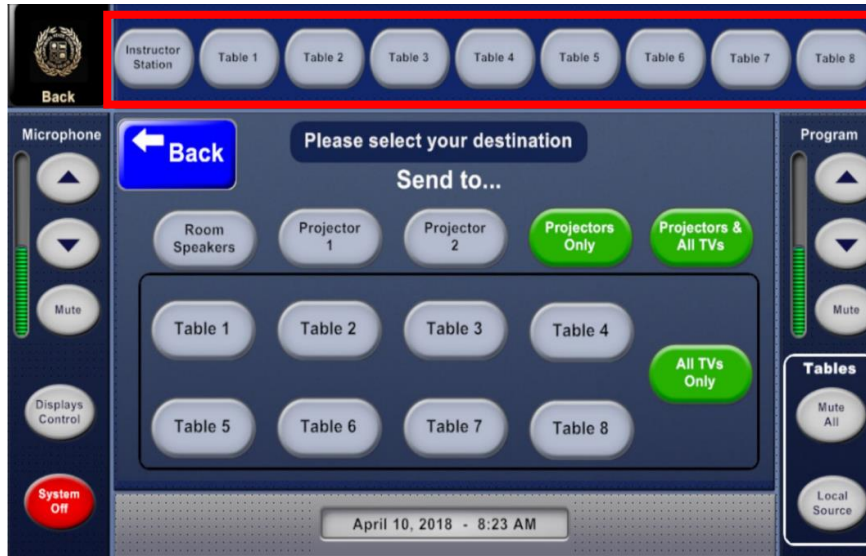 Instructor
Station
Table 1
Table 2
Table 3
Table 4
Table 5
Table 6
Table 7
Table 8
Back
Microphone
Mute
Displays
Control
System
Off
Back
Please select your destination
Send to...
Room
Speakers
Projector
1
Projector
2
Projectors
Only
Projectors &
All TVs
Table 1
Table 2
Table 3
Table 4
All TVs
Only
Table 5
Table 6
Table 7
Table 8
April 10, 2018 - 8:23 AM
Program
Mute
Tables
Mute
All
Local
Source